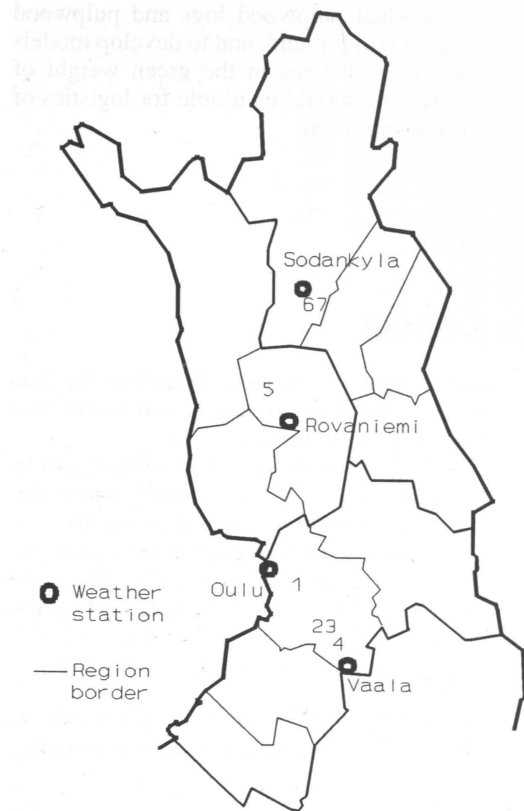 Sodankyla
67
5
Rovaniemi
Oulu
1
Weather
station
23
4
Region
border
Vaala